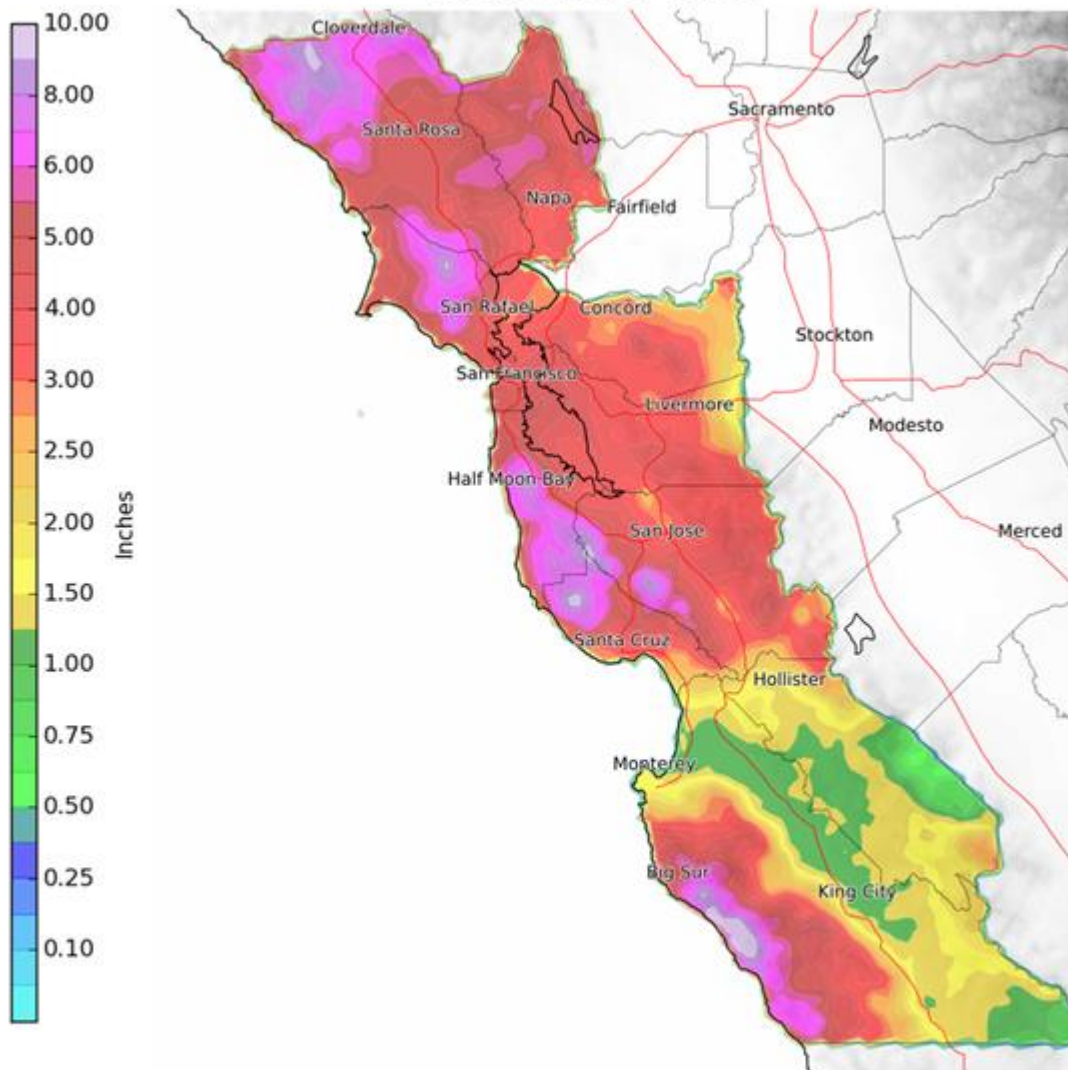 10.00
8.00
6.00
5.00
4.00
3.00
2.50
2.00
1.50
1.00
0.75
0.50
0.25
0.10
Inches
Cloverdale
Sacramento
Santa Rosa
Napa
Fairfield
San Rafael
Concord
Stockton
San Francisco
Livermore
Modesto
Half Moon Bay
San Jose
Merced
Santa Cruz
Hollister
Monterey
Big Sur
King City